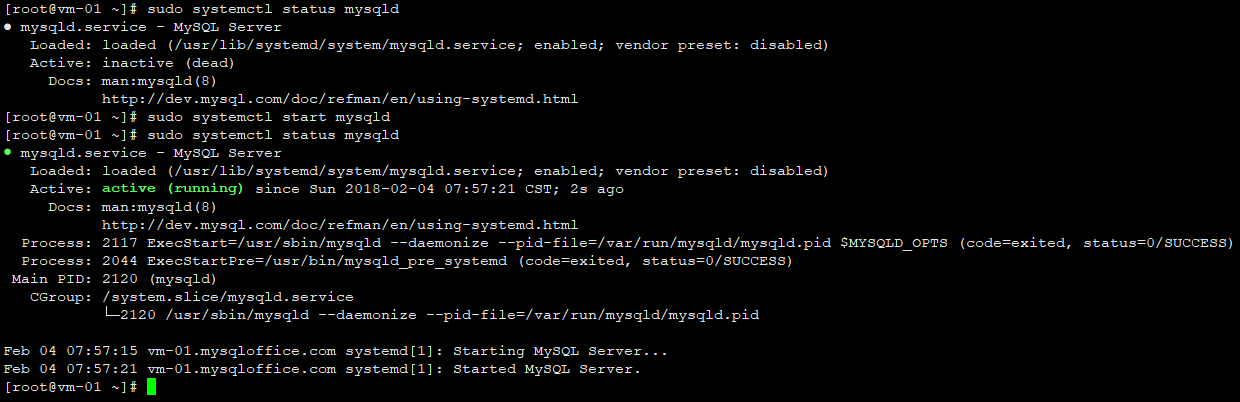 [root@vm-01 ~]# sudo systemctl status mysqld
● mysqld.service - MySQL Server
   Loaded: loaded (/usr/lib/systemd/system/mysqld.service; enabled; vendor preset: disabled)
   Active: inactive (dead)
     Docs: man:mysqld(8)
           http://dev.mysql.com/doc/refman/en/using-systemd.html
[root@vm-01 ~]# sudo systemctl start mysqld
[root@vm-01 ~]# sudo systemctl status mysqld
● mysqld.service - MySQL Server
   Loaded: loaded (/usr/lib/systemd/system/mysqld.service; enabled; vendor preset: disabled)
   Active: active (running) since Sun 2018-02-04 07:57:21 CST; 2s ago
     Docs: man:mysqld(8)
           http://dev.mysql.com/doc/refman/en/using-systemd.html
  Process: 2117 ExecStart=/usr/sbin/mysqld --daemonize --pid-file=/var/run/mysqld/mysqld.pid $MYSQLD_OPTS (code=exited, status=0/SUCCESS)
  Process: 2044 ExecStartPre=/usr/bin/mysqld_pre_systemd (code=exited, status=0/SUCCESS)
 Main PID: 2120 (mysqld)
   CGroup: /system.slice/mysqld.service
           └─2120 /usr/sbin/mysqld --daemonize --pid-file=/var/run/mysqld/mysqld.pid

Feb 04 07:57:15 vm-01.mysqloffice.com systemd[1]: Starting MySQL Server...
Feb 04 07:57:21 vm-01.mysqloffice.com systemd[1]: Started MySQL Server.
[root@vm-01 ~]#